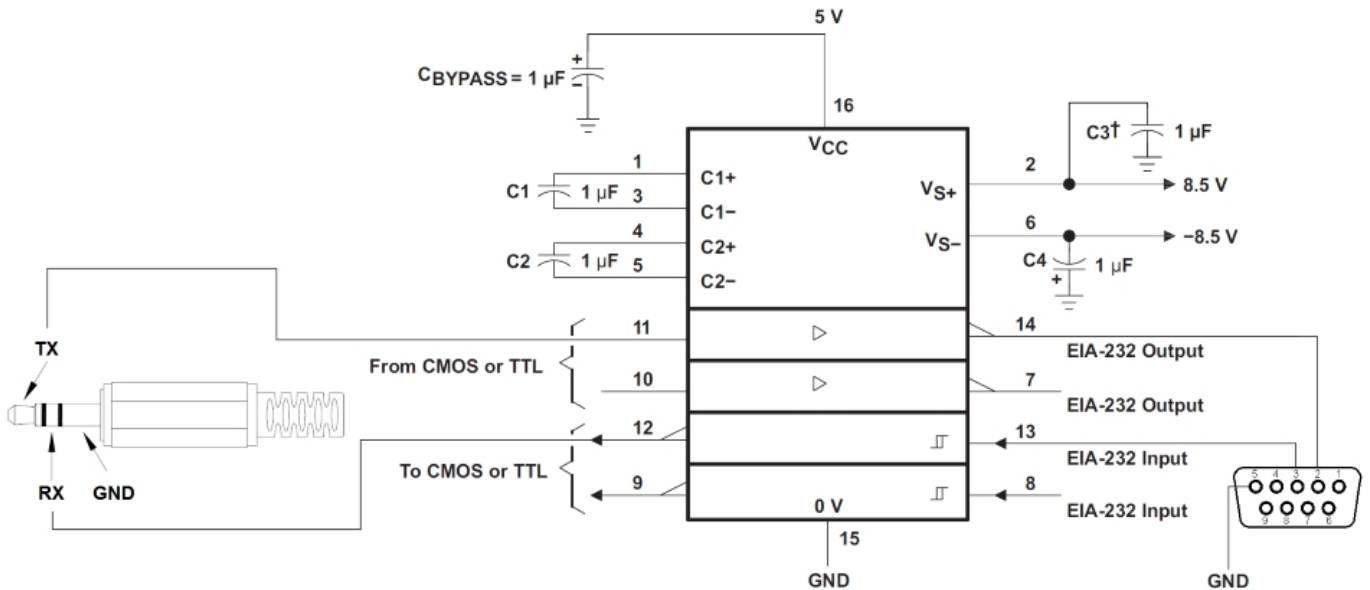 5 V
CBYPASS = 1 µF
+
−
16
VCC
C3†
1 µF
1
C1+
2
VS+
8.5 V
C1
1 µF
3
C1−
4
C2+
6
VS−
−8.5 V
C2
1 µF
5
C2−
C4
1 µF
+
11
14
EIA-232 Output
TX
From CMOS or TTL
10
7
EIA-232 Output
12
13
EIA-232 Input
To CMOS or TTL
9
8
EIA-232 Input
RX
GND
0 V
15
GND
5 4 3 2 1
9 8 7 6
GND